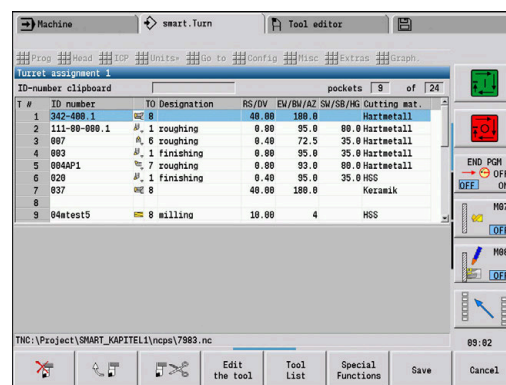 Machine smart.Turn Tool editor
Prog Head ICP Units▾ Go to Config Misc Extras Graph.
Turret assignment 1
ID-number clipboard pockets 9 of 24
T # ID number TO Designation RS/DV EW/BW/AZ SW/SB/HG Cutting mat.
1 342-400.1 8 40.00 180.0 Hartmetall
2 111-80-080.1 1 roughing 0.80 95.0 80.0 Hartmetall
3 007 6 roughing 0.40 72.5 35.0 Hartmetall
4 003 1 finishing 0.80 95.0 35.0 Hartmetall
5 004AP1 7 roughing 0.80 93.0 80.0 Hartmetall
6 020 1 finishing 0.40 95.0 35.0 HSS
7 037 8 40.00 180.0 Keramik
8
9 04mtest5 8 milling 10.00 4 HSS
END PGM
OFF
OFF ON
M07
OFF
M08
OFF
TNC:\Project\SMART_KAPITEL1\ncps\7983.nc
09:02
Edit the tool
Tool List
Special Functions
Save
Cancel